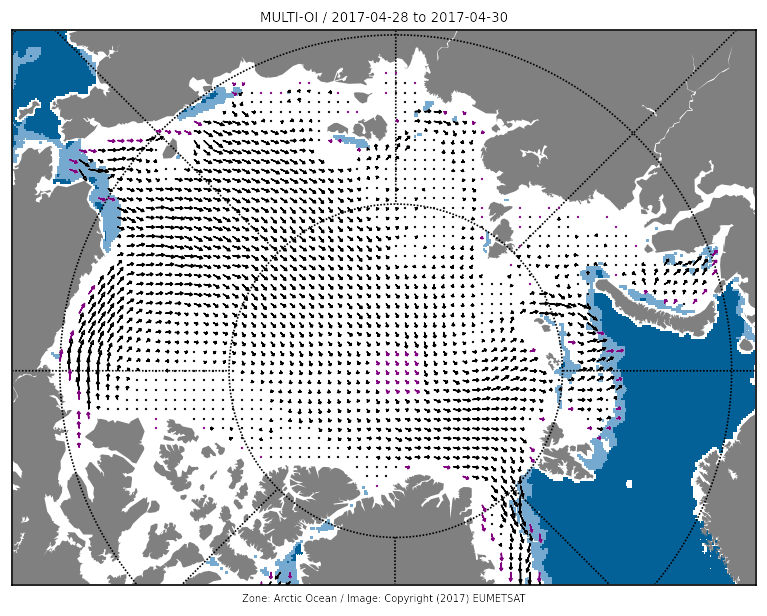 MULTI-OI / 2017-04-28 to 2017-04-30
Zone: Arctic Ocean / Image: Copyright (2017) EUMETSAT